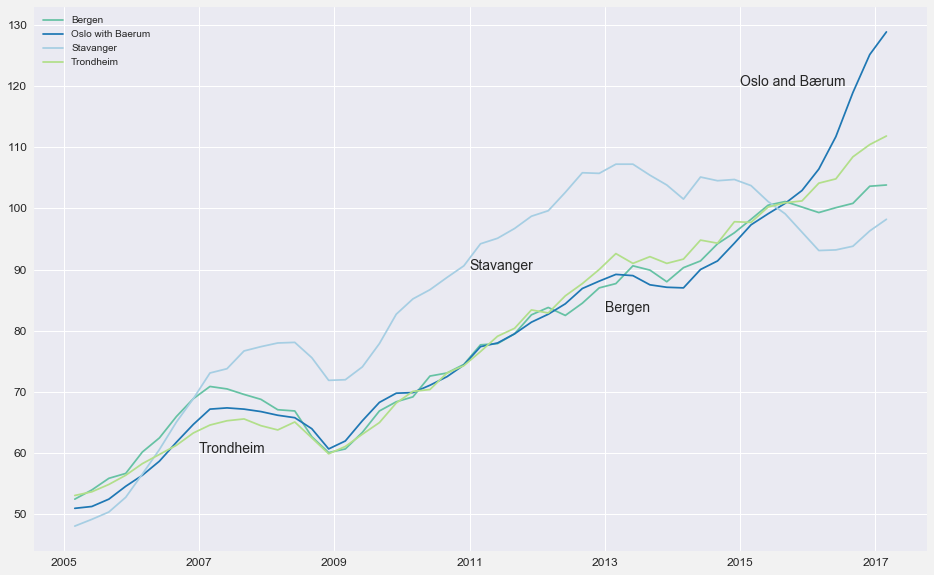 130
120
110
100
90
80
70
60
50
Bergen
Oslo with Baerum
Stavanger
Trondheim
Oslo and Bærum
Stavanger
Bergen
Trondheim
2005 2007 2009 2011 2013 2015 2017